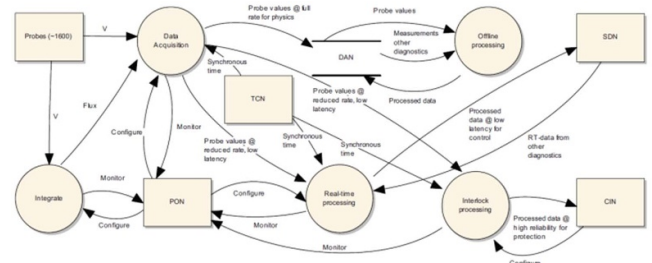 Probes (~1600)
V
Data
Acquisition
Probe values @ full
rate for physics
Probe values
DAN
Measurements
other
diagnostics
Offline
processing
SDN
V
Flux
Synchronous
time
TCN
Probe values @
reduced rate, low
latency
Processed data
Configure
Monitor
Probe values @
reduced rate, low
latency
Synchronous
time
Synchronous
time
Processed
data @ low
latency for
control
RT-data from
other
diagnostics
Integrate
Monitor
Configure
PON
Configure
Monitor
Real-time
processing
Interlock
processing
Processed data @
high reliability for
protection
CIN
Monitor
Configure